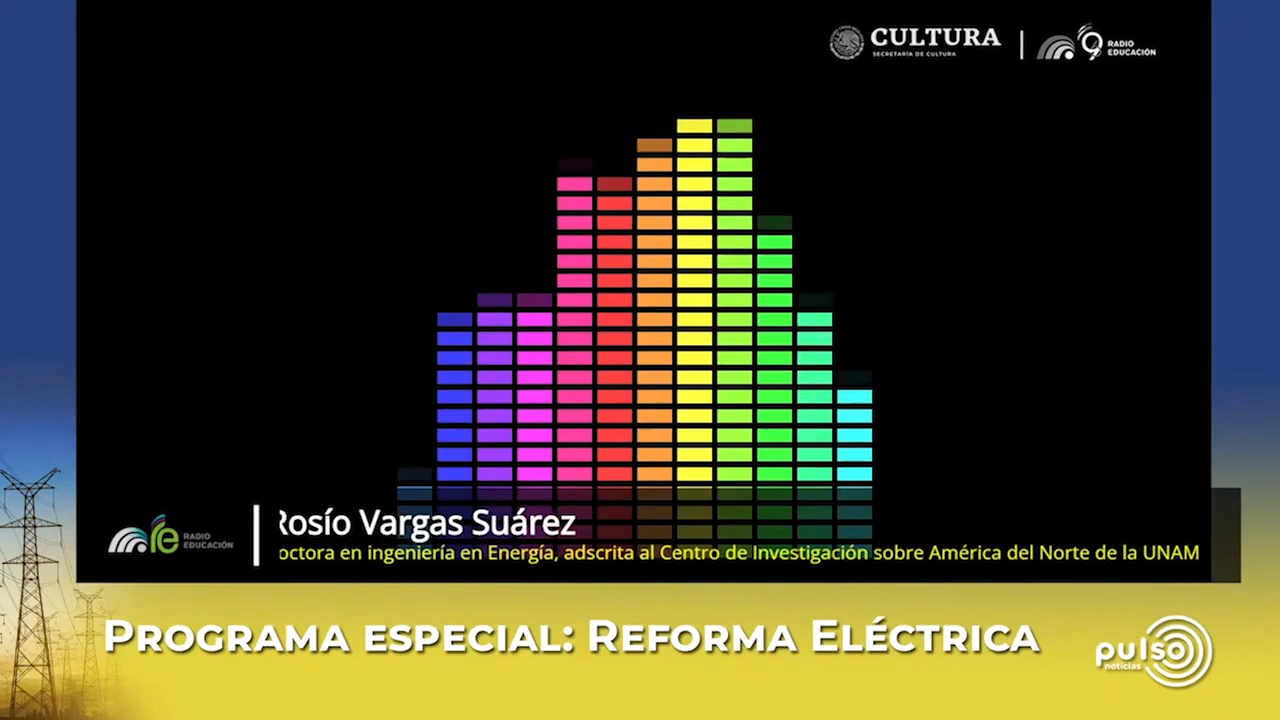 CULTURA
SECRETARÍA DE CULTURA
RADIO
EDUCACIÓN
Rosío Vargas Suárez
octora en ingeniería en Energía, adscrita al Centro de Investigación sobre América del Norte de la UNAM
re
RADIO
EDUCACIÓN
PROGRAMA ESPECIAL: REFORMA ELÉCTRICA
pulso
noticias